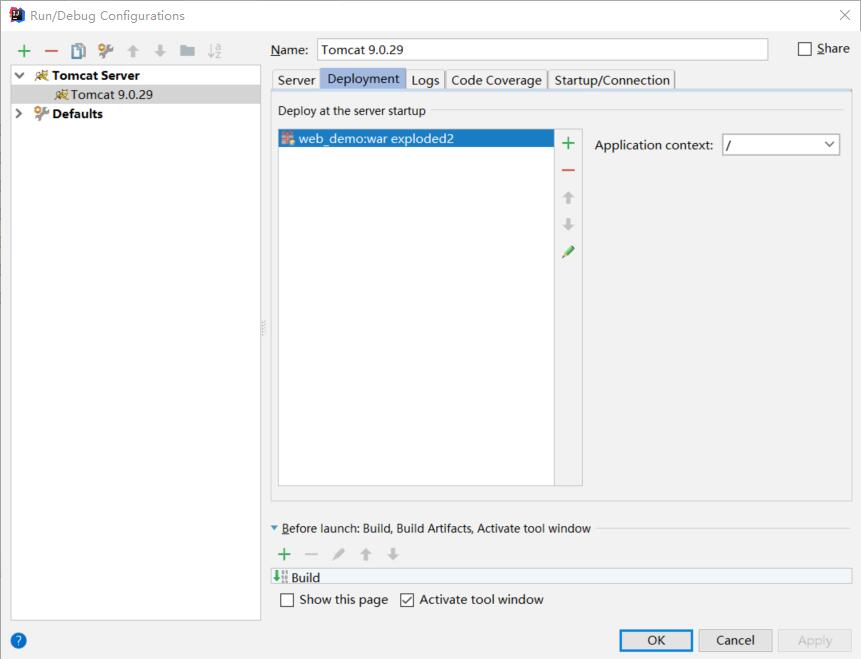 Run/Debug Configurations
Name: Tomcat 9.0.29
Share
Tomcat Server
Tomcat 9.0.29
Defaults
Server Deployment Logs Code Coverage Startup/Connection
Deploy at the server startup
web_demo:war exploded2
Application context: /
Before launch: Build, Build Artifacts, Activate tool window
Build
Show this page Activate tool window
? OK Cancel Apply